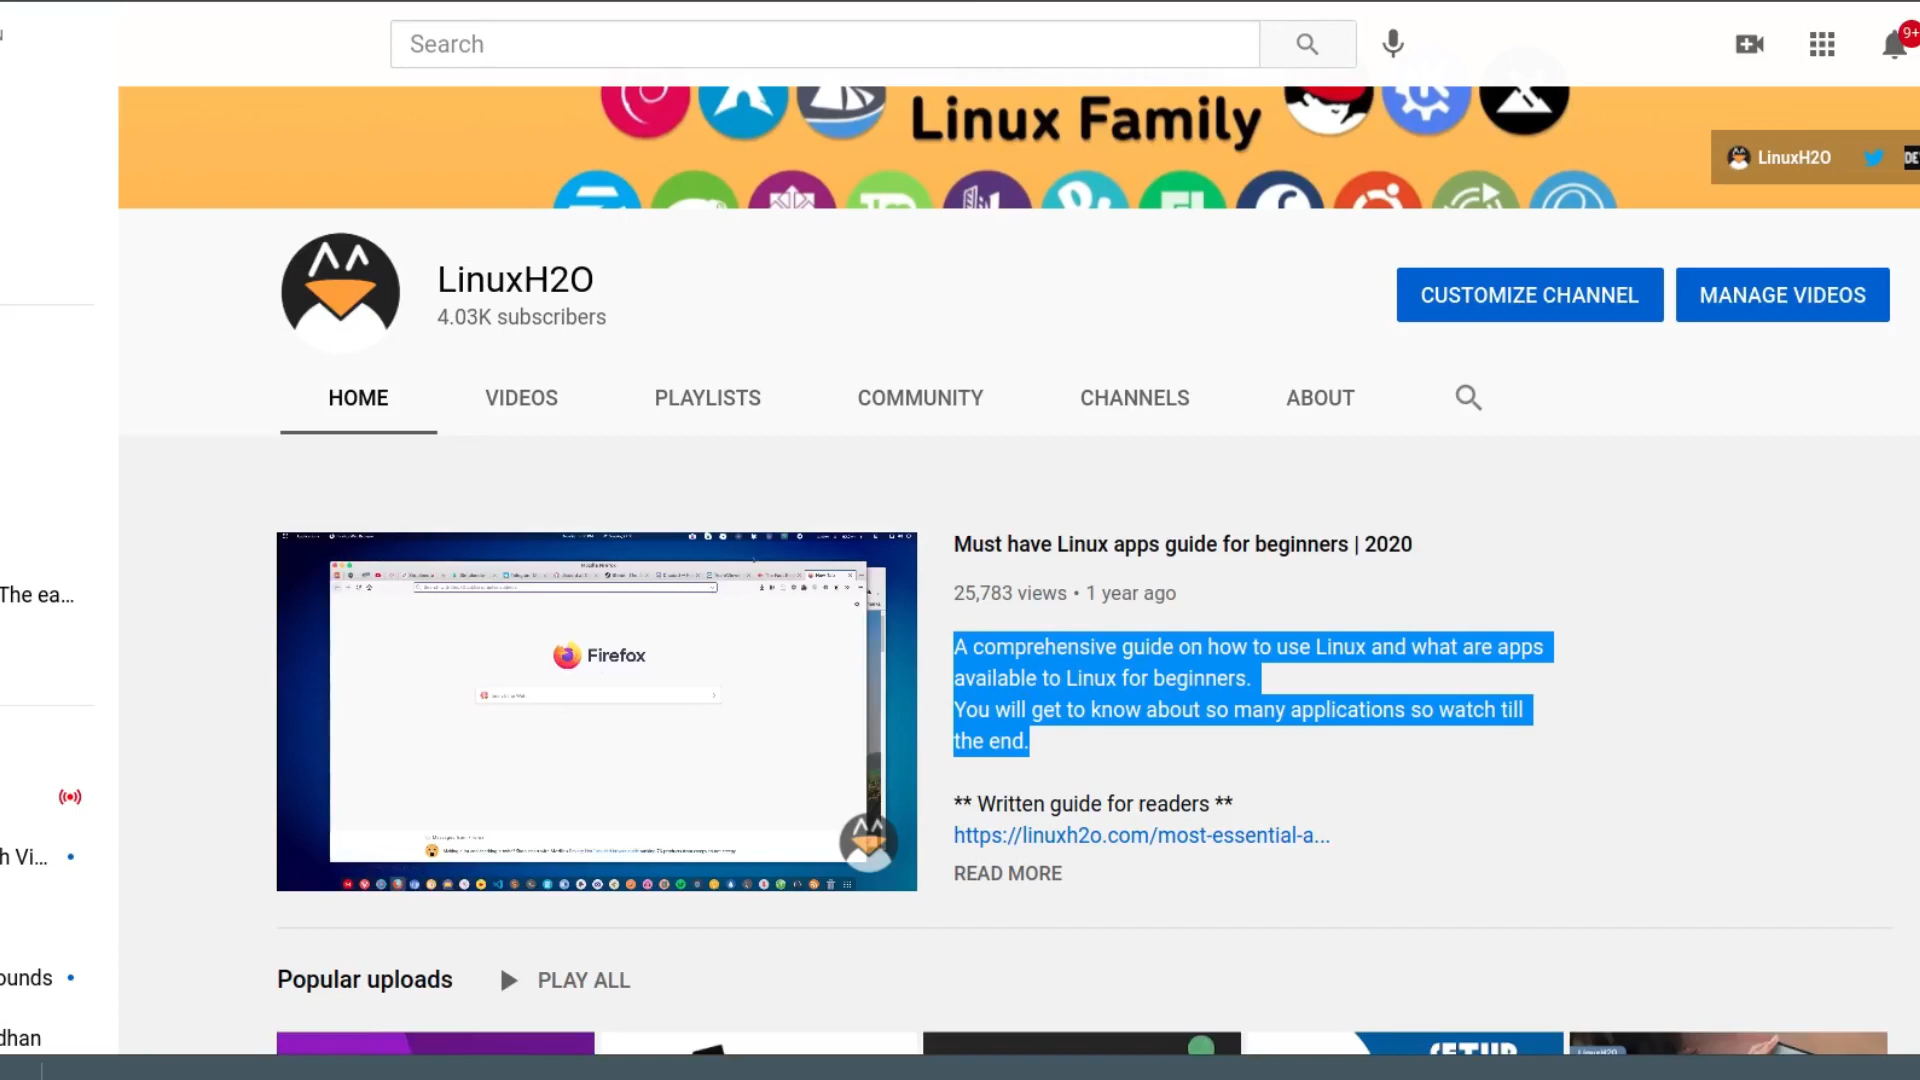 Search
9+
Linux Family
LinuxH2O
LinuxH2O
4.03K subscribers
CUSTOMIZE CHANNEL
MANAGE VIDEOS
HOME
VIDEOS
PLAYLISTS
COMMUNITY
CHANNELS
ABOUT
The ea...
Firefox
Must have Linux apps guide for beginners | 2020
25,783 views • 1 year ago
A comprehensive guide on how to use Linux and what are apps
available to Linux for beginners.
You will get to know about so many applications so watch till
the end.
** Written guide for readers **
https://linuxh2o.com/most-essential-a...
READ MORE
h Vi...
ounds
dhan
Popular uploads
PLAY ALL
SETUP
LinuxH2O